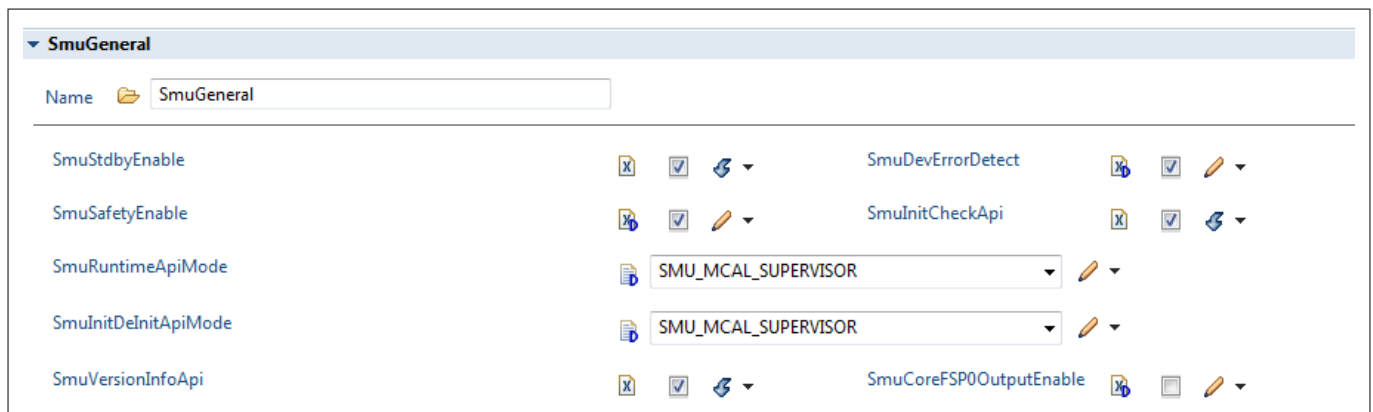 SmuGeneral
Name SmuGeneral
SmuStdbyEnable SmuDevErrorDetect
SmuSafetyEnable SmuInitCheckApi
SmuRuntimeApiMode SMU_MCAL_SUPERVISOR
SmuInitDeInitApiMode SMU_MCAL_SUPERVISOR
SmuVersionInfoApi SmuCoreFSP0OutputEnable